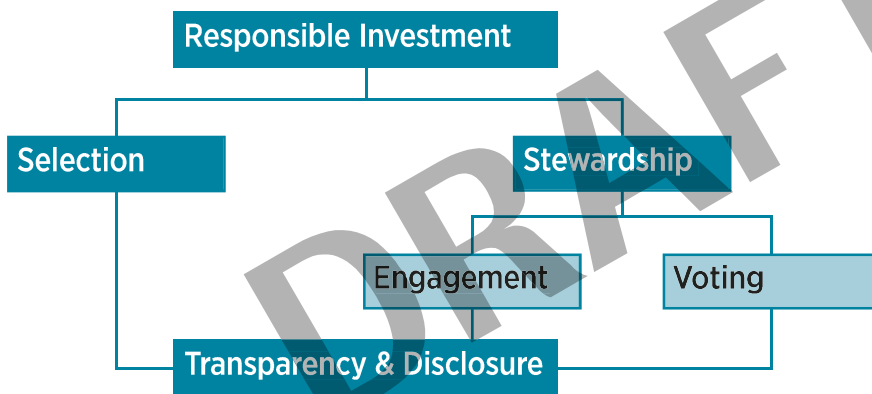 Responsible Investment
Selection
Stewardship
Engagement
Voting
Transparency & Disclosure
DRAFT